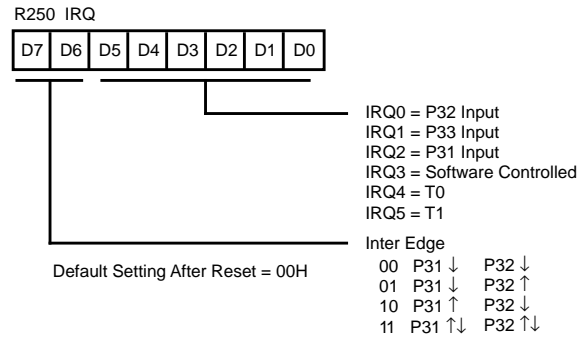 R250 IRQ
D7 D6 D5 D4 D3 D2 D1 D0
IRQ0 = P32 Input
IRQ1 = P33 Input
IRQ2 = P31 Input
IRQ3 = Software Controlled
IRQ4 = T0
IRQ5 = T1
Inter Edge
00 P31 ↓ P32 ↓
01 P31 ↓ P32 ↑
10 P31 ↑ P32 ↓
11 P31 ↑↓ P32 ↑↓
Default Setting After Reset = 00H